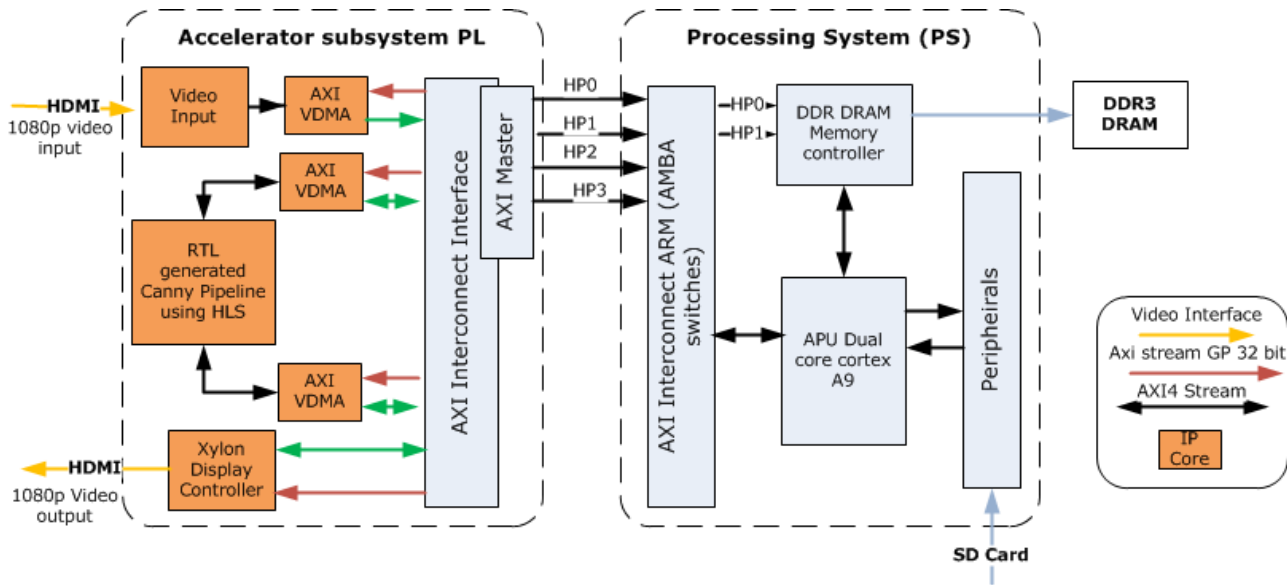 Accelerator subsystem PL
Processing System (PS)
HDMI
1080p video
input
Video
Input
AXI
VDMA
AXI
VDMA
RTL
generated
Canny Pipeline
using HLS
AXI
VDMA
Xylon
Display
Controller
HDMI
1080p Video
output
AXI Interconnect Interface
AXI Master
HP0
HP1
HP2
HP3
AXI Interconnect ARM (AMBA
switches)
HP0
HP1
DDR DRAM
Memory
controller
APU Dual
core cortex
A9
Peripheirals
SD Card
DDR3
DRAM
Video Interface
Axi stream GP 32 bit
AXI4 Stream
IP
Core